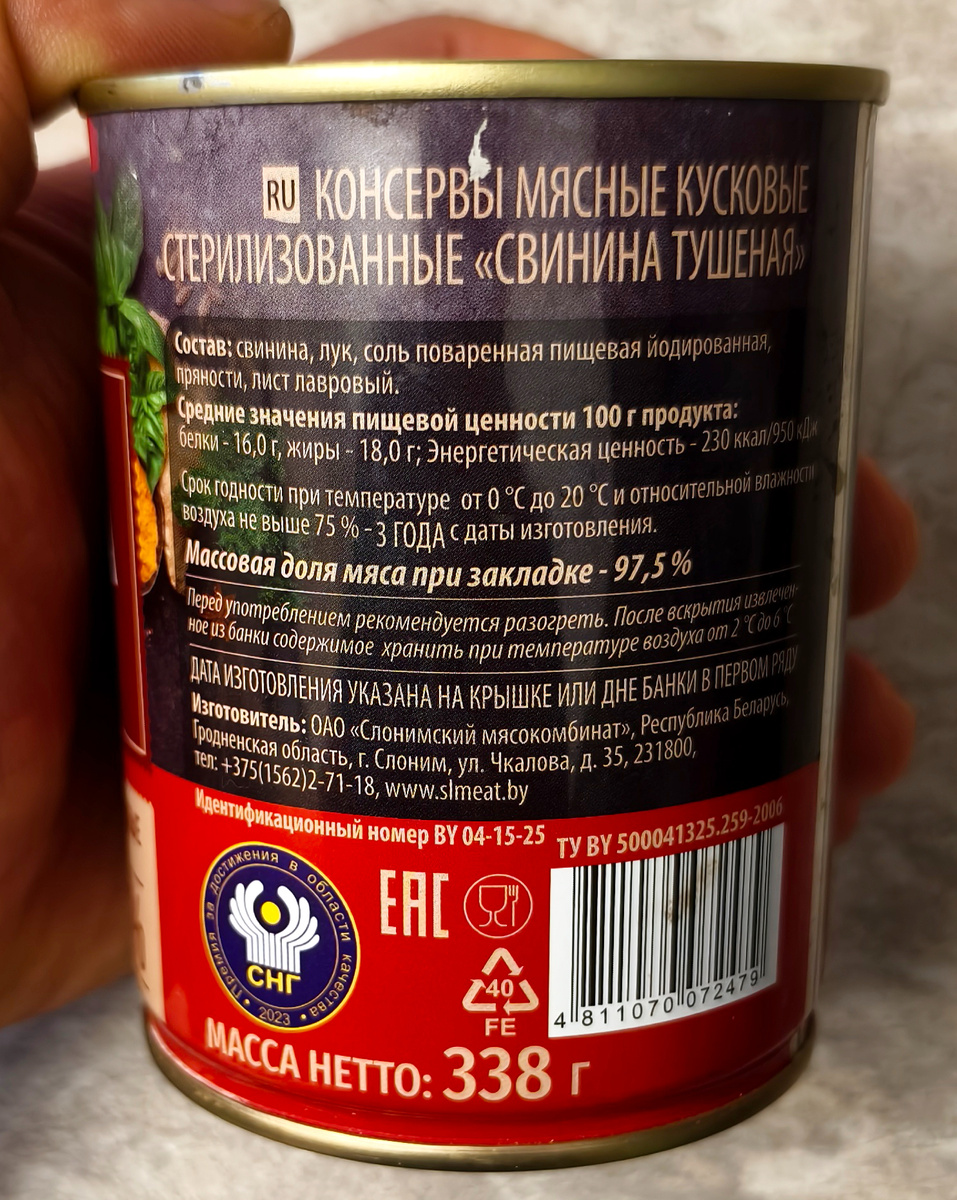 RU КОНСЕРВЫ МЯСНЫЕ КУСКОВЫЕ
СТЕРИЛИЗОВАННЫЕ «СВИНИНА ТУШЕНАЯ»
Состав: свинина, лук, соль поваренная пищевая йодированная,
пряности, лист лавровый.
Средние значения пищевой ценности 100 г продукта:
белки - 16,0 г, жиры - 18,0 г; Энергетическая ценность - 230 ккал/950 кДж
Срок годности при температуре от 0 °С до 20 °С и относительной влажности
воздуха не выше 75 % - 3 ГОДА с даты изготовления.
Массовая доля мяса при закладке - 97,5 %
Перед употреблением рекомендуется разогреть. После вскрытия извлечен-
ное из банки содержимое хранить при температуре воздуха от 2 °С до 6 °С
ДАТА ИЗГОТОВЛЕНИЯ УКАЗАНА НА КРЫШКЕ ИЛИ ДНЕ БАНКИ В ПЕРВОМ РЯДУ
Изготовитель: ОАО «Слонимский мясокомбинат», Республика Беларусь,
Гродненская область, г. Слоним, ул. Чкалова, д. 35, 231800,
тел: +375(1562)2-71-18, www.slmeat.by
Идентификационный номер BY 04-15-25
ТУ BY 500041325.259-2006
Премия за достижения в области качества
СНГ
2023
ЕАС
40
FE
4 811070 072479
МАССА НЕТТО: 338 г